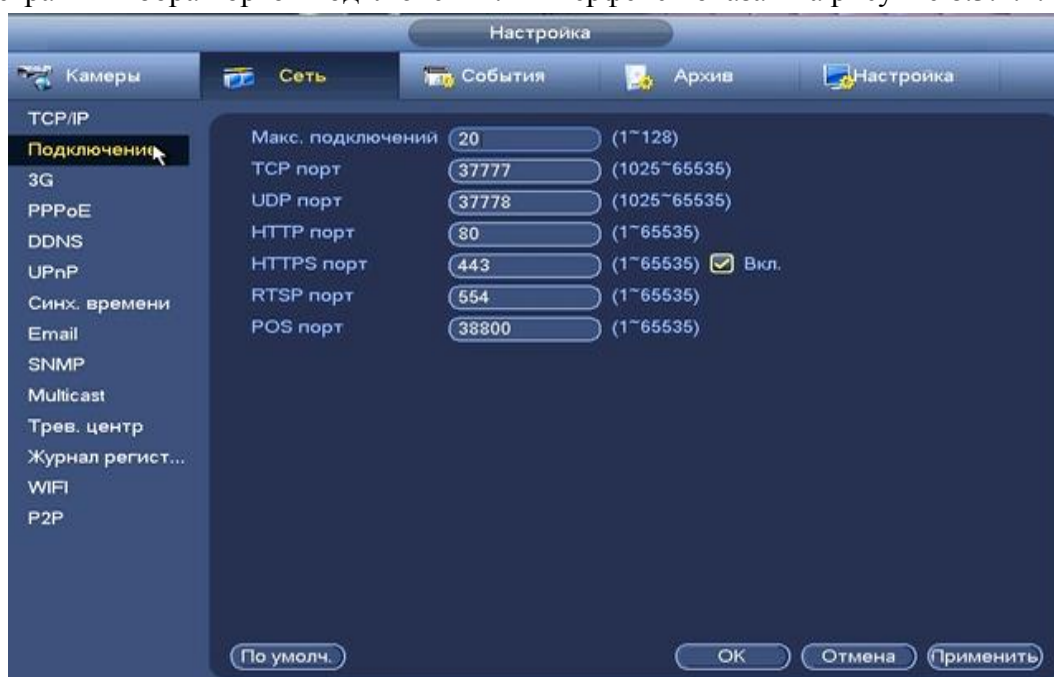 Настройка
Камеры Сеть События Архив Настройка
TCP/IP
Подключение
3G
PPPoE
DDNS
UPnP
Синх. времени
Email
SNMP
Multicast
Трев. центр
Журнал регист...
WIFI
P2P
Макс. подключений 20 (1~128)
TCP порт 37777 (1025~65535)
UDP порт 37778 (1025~65535)
HTTP порт 80 (1~65535)
HTTPS порт 443 (1~65535) Вкл.
RTSP порт 554 (1~65535)
POS порт 38800 (1~65535)
По умолч. OK Отмена Применить